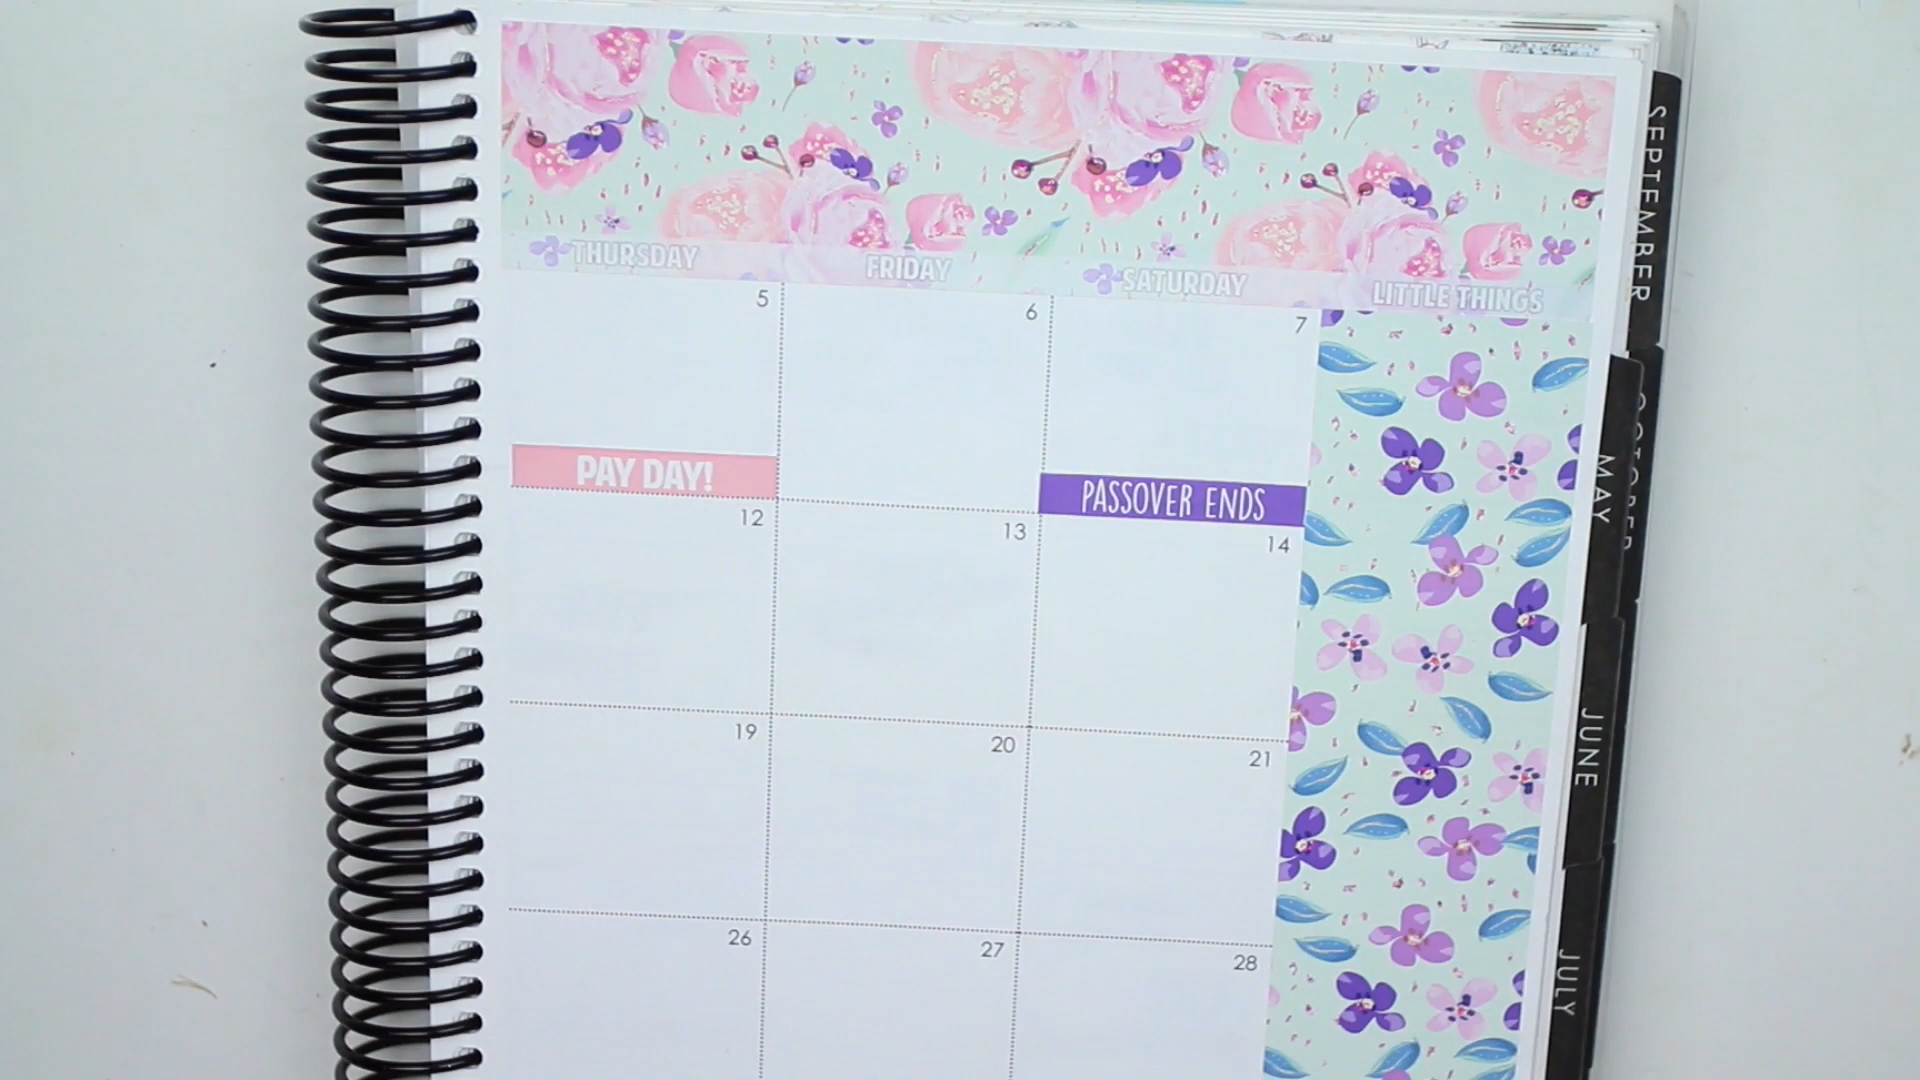 THURSDAY
FRIDAY
SATURDAY
LITTLE THINGS
5
6
7
PAY DAY!
PASSOVER ENDS
12
13
14
19
20
21
26
27
28
SEPTEMBER
OCTOBER
MAY
JUNE
JULY